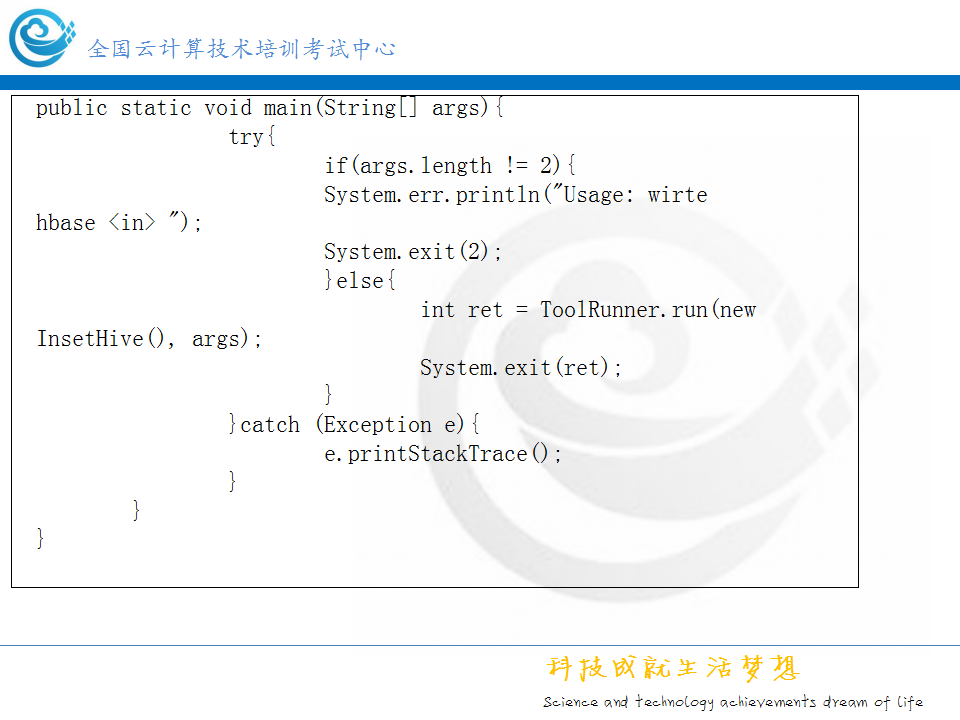 全国云计算技术培训考试中心
public static void main(String[] args){
try{
if(args.length != 2){
System.err.println("Usage: wirte
hbase <in> ");
System.exit(2);
}else{
int ret = ToolRunner.run(new
InsetHive(), args);
System.exit(ret);
}
}catch (Exception e){
e.printStackTrace();
}
}
}
科技成就生活梦想
Science and technology achievements dream of life